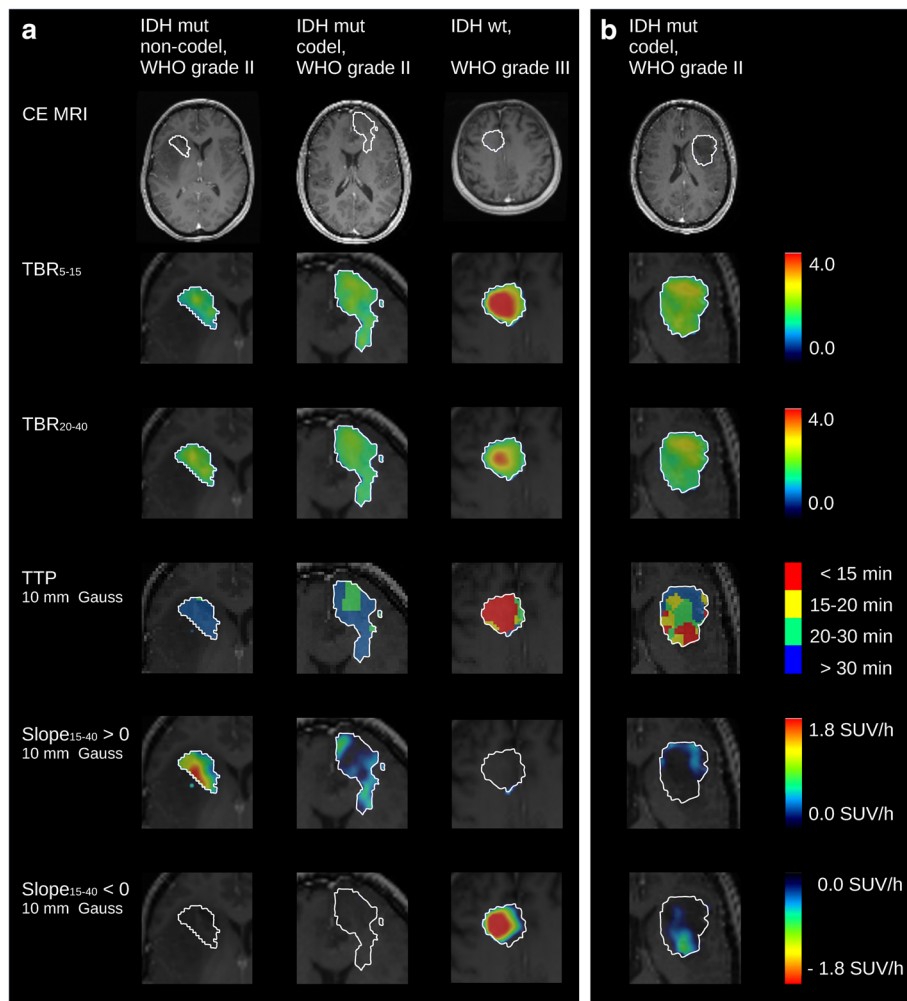 a
IDH mut
non-codel,
WHO grade II
IDH mut
codel,
WHO grade II
IDH wt,
WHO grade III
b
IDH mut
codel,
WHO grade II
CE MRI
TBR5-15
4.0
0.0
TBR20-40
4.0
0.0
TTP
10 mm Gauss
< 15 min
15-20 min
20-30 min
> 30 min
Slope15-40 > 0
10 mm Gauss
1.8 SUV/h
0.0 SUV/h
Slope15-40 < 0
10 mm Gauss
0.0 SUV/h
- 1.8 SUV/h